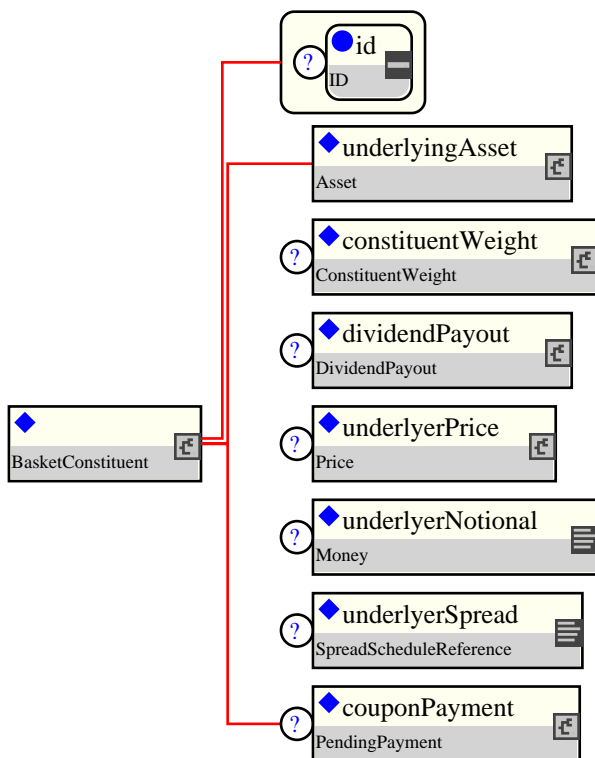 ?
id
ID
underlyingAsset
Asset
?
constituentWeight
ConstituentWeight
?
dividendPayout
DividendPayout
BasketConstituent
?
underlyerPrice
Price
?
underlyerNotional
Money
?
underlyerSpread
SpreadScheduleReference
?
couponPayment
PendingPayment